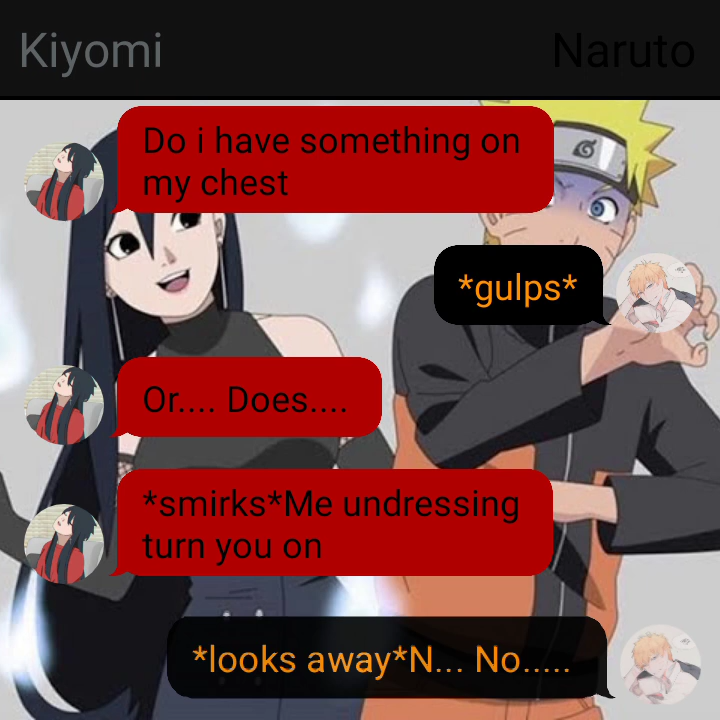 Kiyomi Naruto
Do i have something on
my chest
*gulps*
Or.... Does....
*smirks*Me undressing
turn you on
*looks away*N... No.....